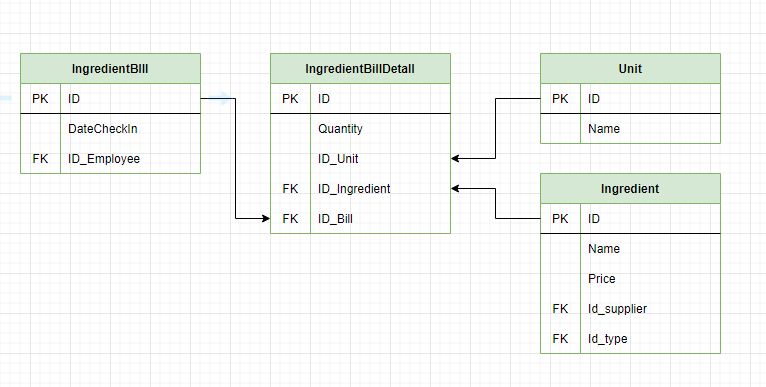 IngredientBIll
PK ID
DateCheckIn
FK ID_Employee
IngredientBillDetail
PK ID
Quantity
ID_Unit
FK ID_Ingredient
FK ID_Bill
Unit
PK ID
Name
Ingredient
PK ID
Name
Price
FK Id_supplier
FK Id_type